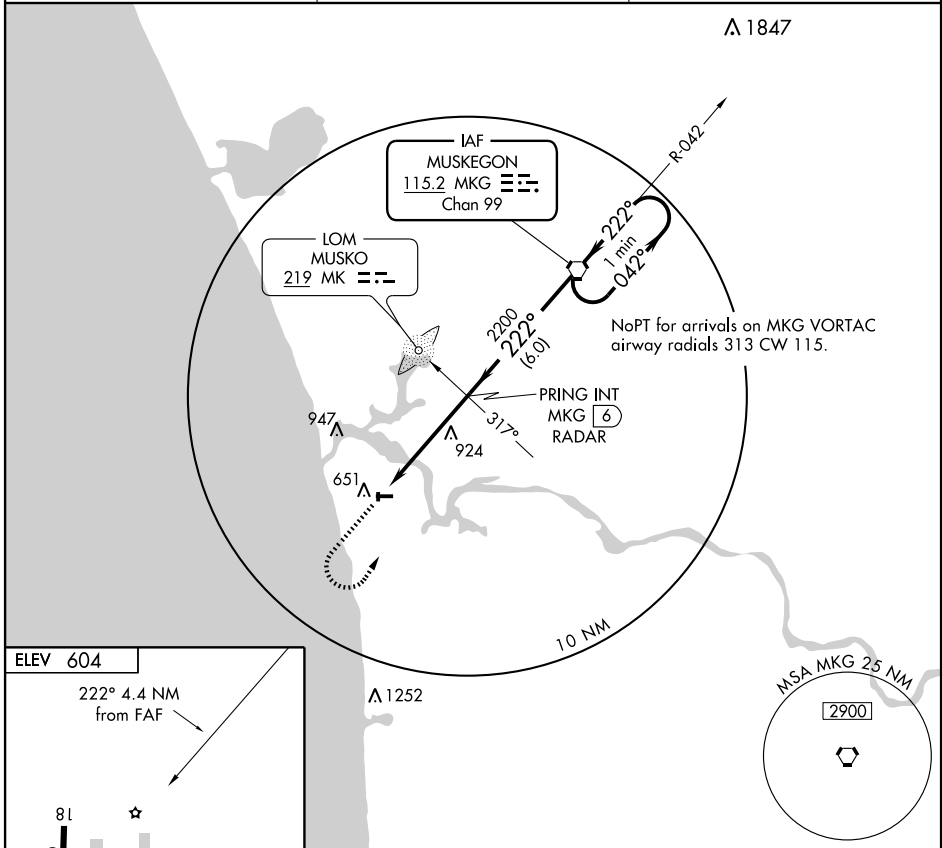 1847
R-042
IAF
MUSKEGON
115.2 MKG
Chan 99
LOM
MUSKO
219 MK
222°
1 min
042°
2200
222°
(6.0)
NoPT for arrivals on MKG VORTAC
airway radials 313 CW 115.
PRING INT
MKG 6
RADAR
317°
947
924
651
10 NM
ELEV 604
222° 4.4 NM
from FAF
1252
MSA MKG 25 NM
2900
18